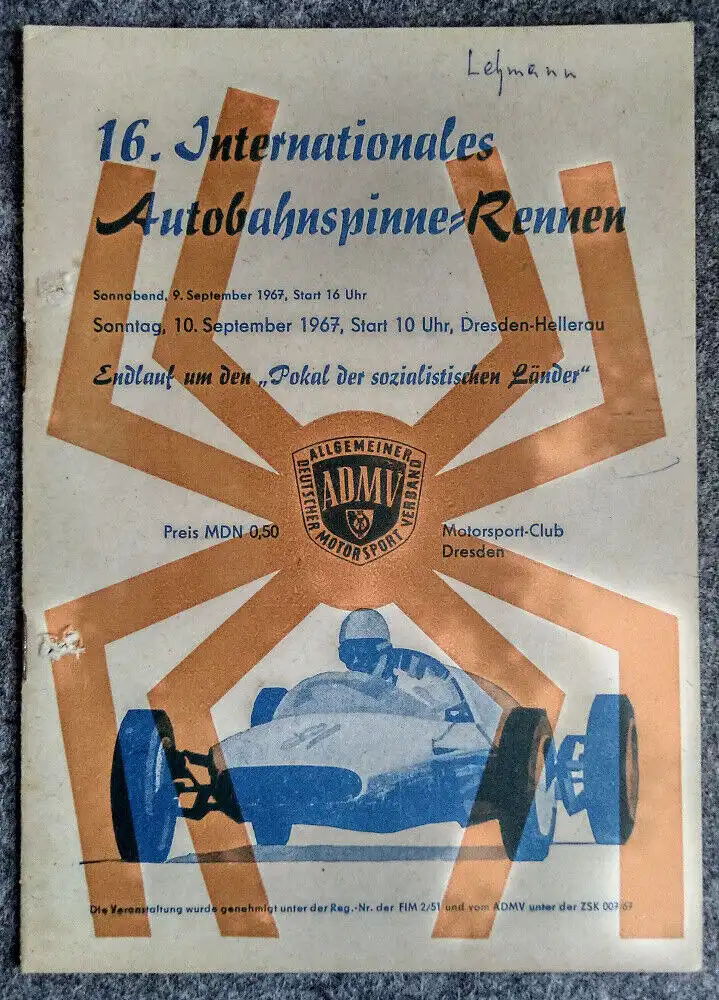 Lehmann
16. Internationales
Autobahnspinne=Rennen
Sonnabend, 9. September 1967, Start 16 Uhr
Sonntag, 10. September 1967, Start 10 Uhr, Dresden-Hellerau
Endlauf um den „Pokal der sozialistischen Länder"
ALLGEMEINER
DEUTSCHER
MOTORSPORT
VERBAND
ADMV
Preis MDN 0,50
Motorsport-Club
Dresden
Die Veranstaltung wurde genehmigt unter der Reg.-Nr. der FIM 2/51 und vom ADMV unter der ZSK 007/67